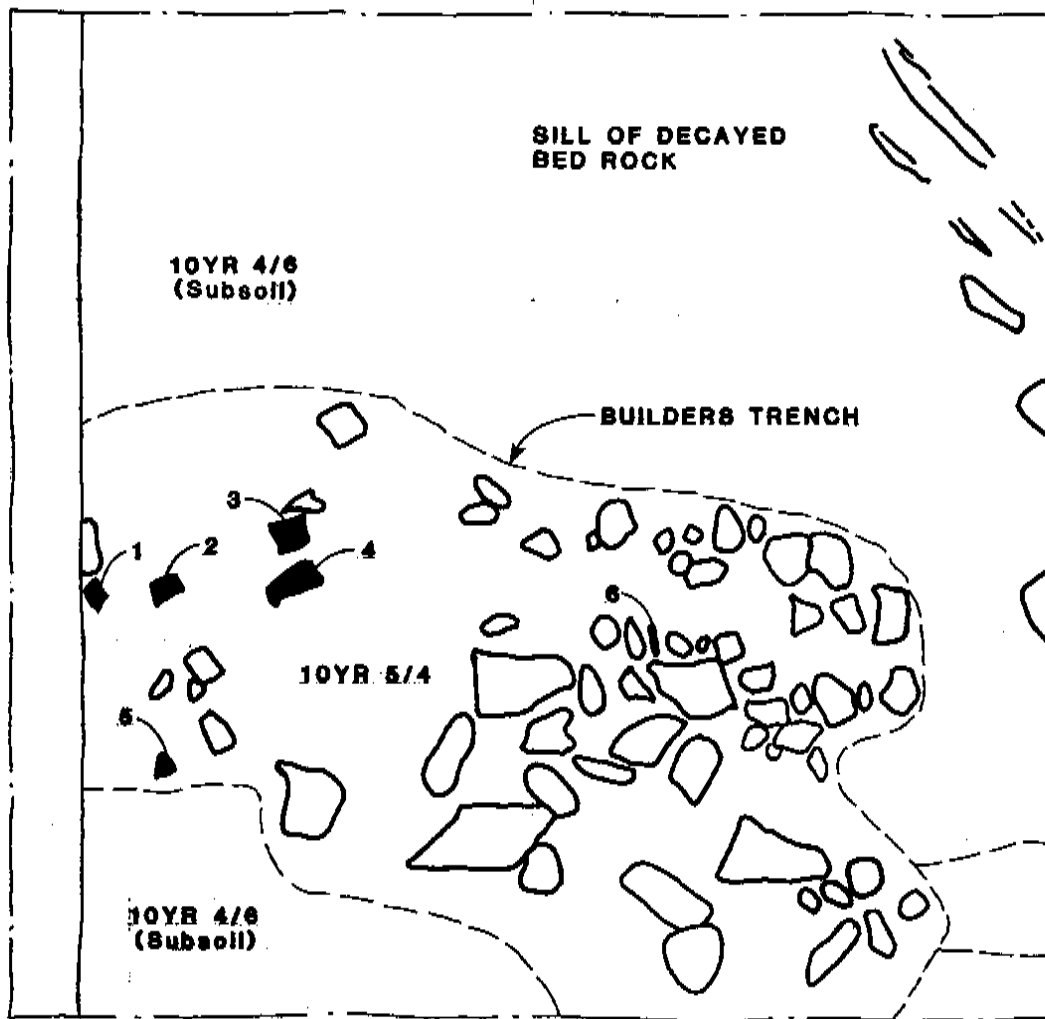 SILL OF DECAYED
BED ROCK
10YR 4/6
(Subsoil)
BUILDERS TRENCH
3
1
2
4
6
10YR 5/4
5
10YR 4/6
(Subsoil)